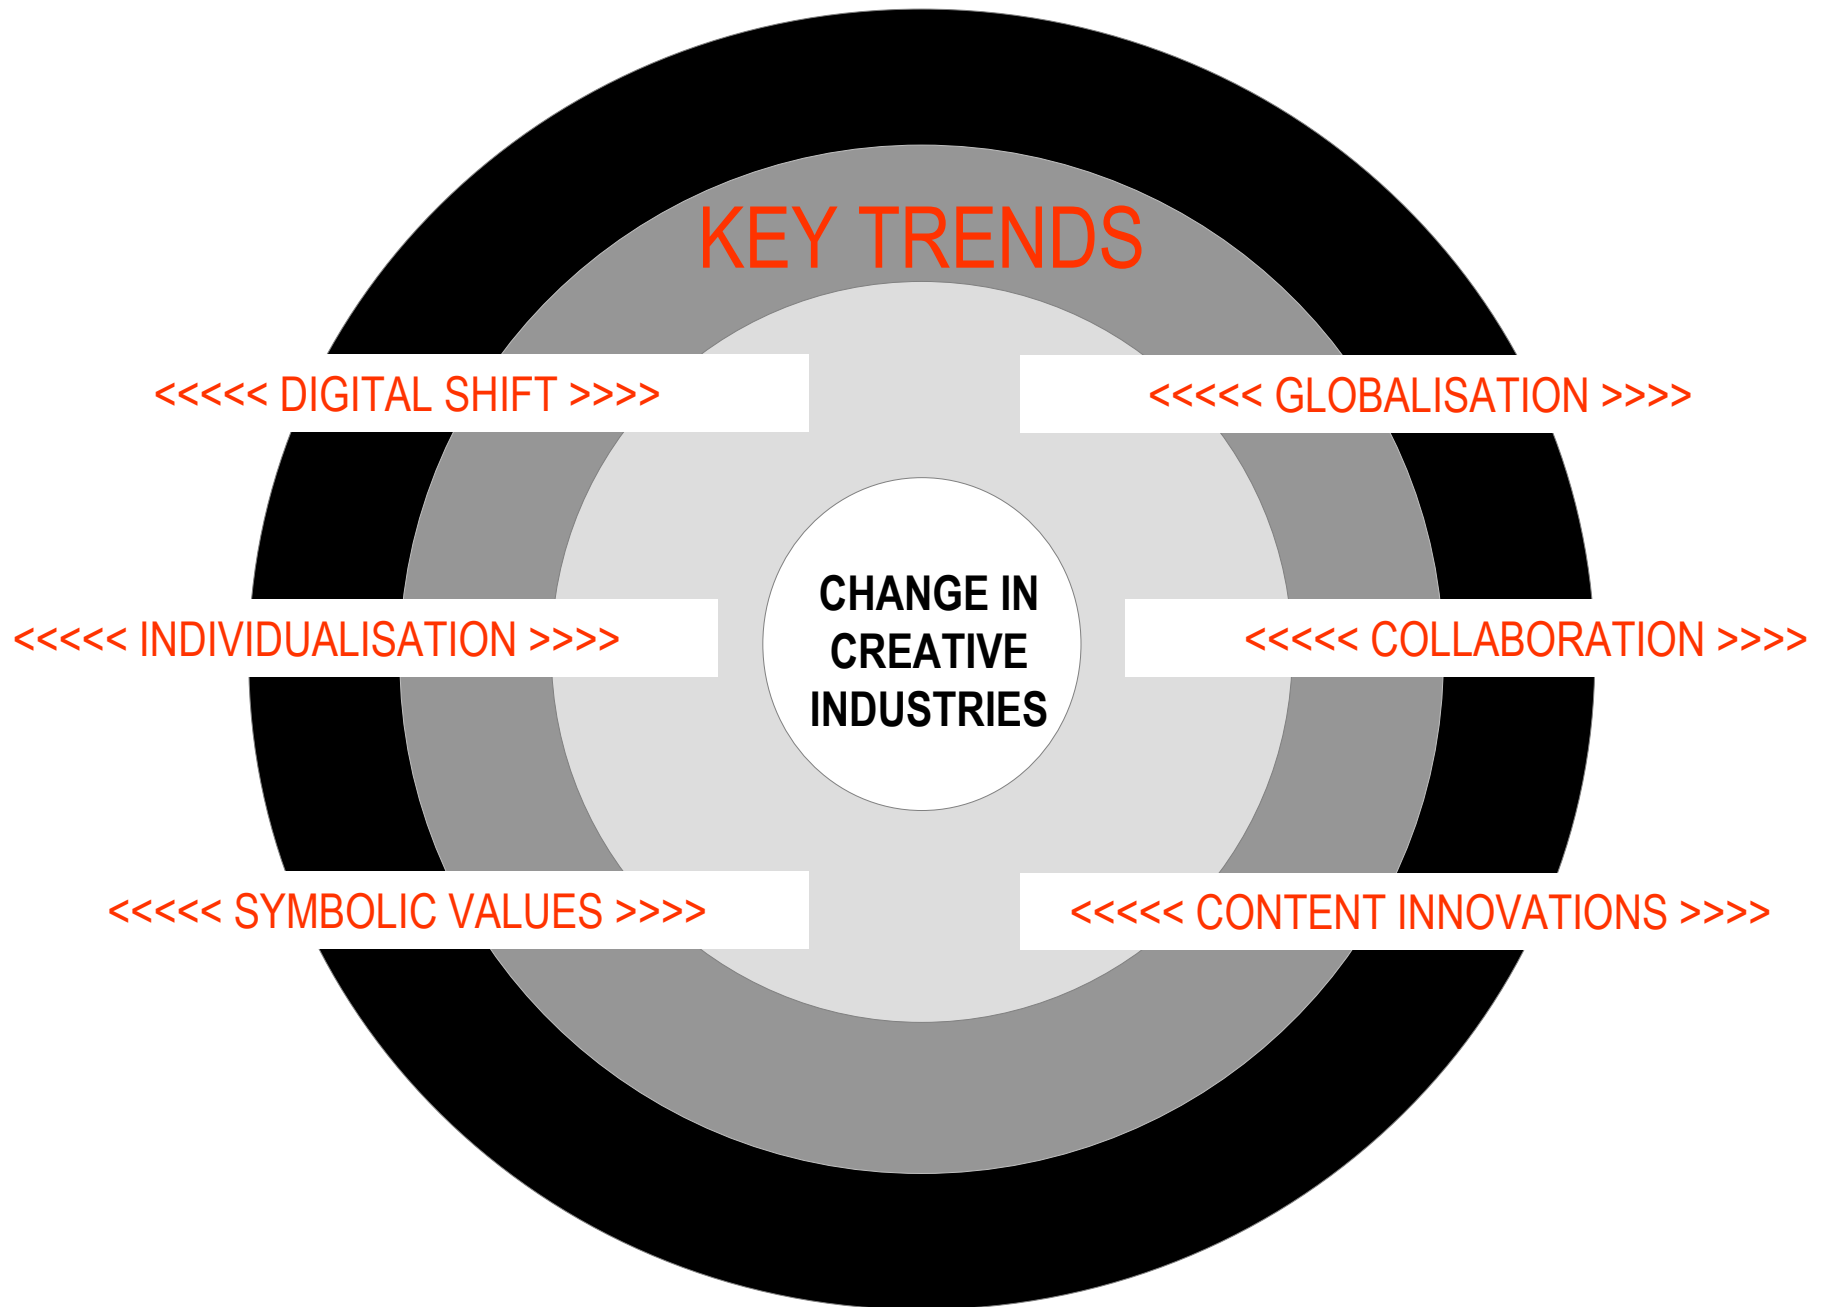 KEY TRENDS
<<<<< DIGITAL SHIFT >>>>
<<<<< GLOBALISATION >>>>
<<<<< INDIVIDUALISATION >>>>
CHANGE IN
CREATIVE
INDUSTRIES
<<<<< COLLABORATION >>>>
<<<<< SYMBOLIC VALUES >>>>
<<<<< CONTENT INNOVATIONS >>>>